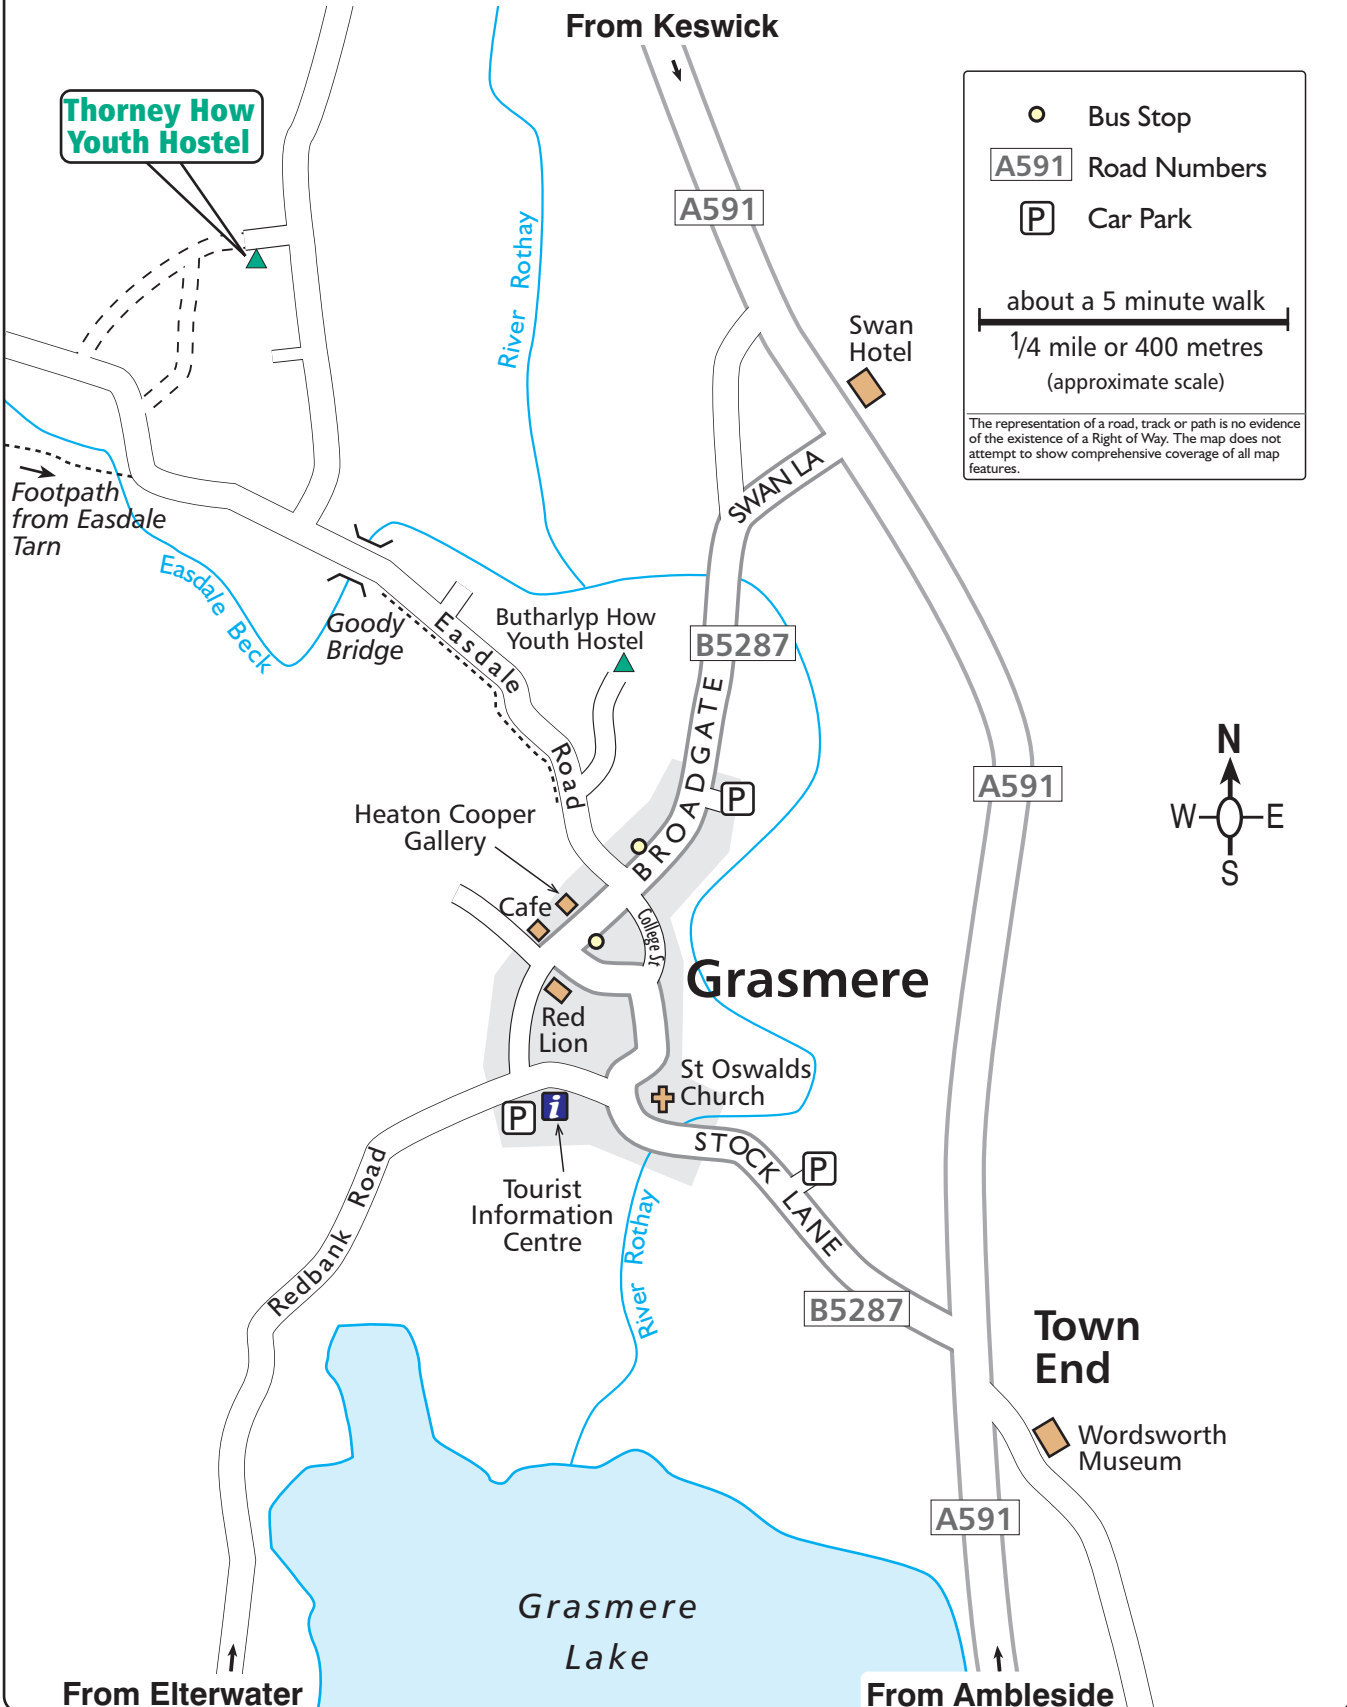 From Keswick
Thorney How
Youth Hostel
Bus Stop
A591
Road Numbers
P
Car Park
about a 5 minute walk
1/4 mile or 400 metres
(approximate scale)
The representation of a road, track or path is no evidence
of the existence of a Right of Way. The map does not
attempt to show comprehensive coverage of all map
features.
A591
River Rothay
Swan
Hotel
SWAN LA
Footpath
from Easdale
Tarn
Easdale Beck
Goody
Bridge
Easdale Road
Butharlyp How
Youth Hostel
B5287
BROADGATE
N
W
E
S
A591
P
Heaton Cooper
Gallery
Cafe
College St
Grasmere
Red
Lion
St Oswalds
Church
P
i
STOCK LANE
P
Tourist
Information
Centre
Redbank Road
River Rothay
B5287
Town
End
Wordsworth
Museum
A591
Grasmere
Lake
From Elterwater
From Ambleside